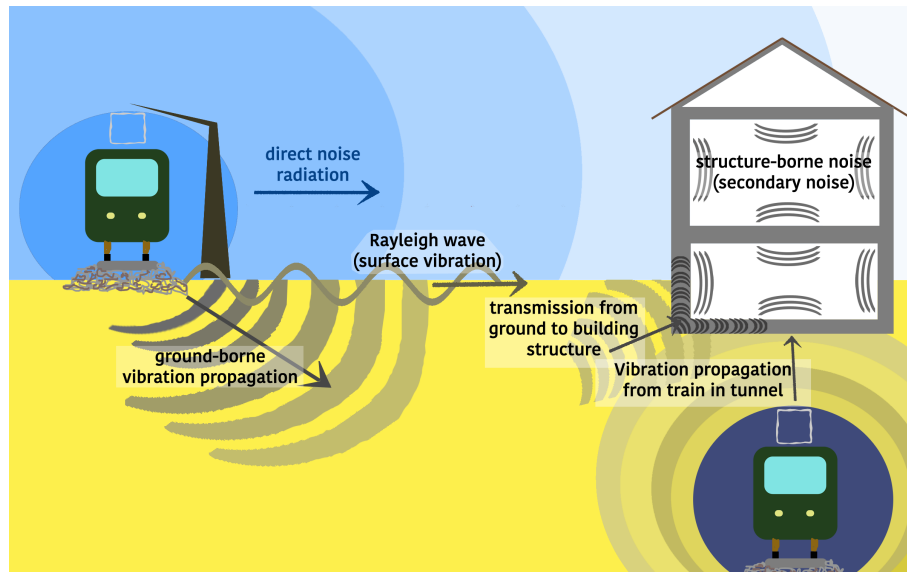 direct noise
radiation
structure-borne noise
(secondary noise)
Rayleigh wave
(surface vibration)
transmission from
ground to building
structure
ground-borne
vibration propagation
Vibration propagation
from train in tunnel